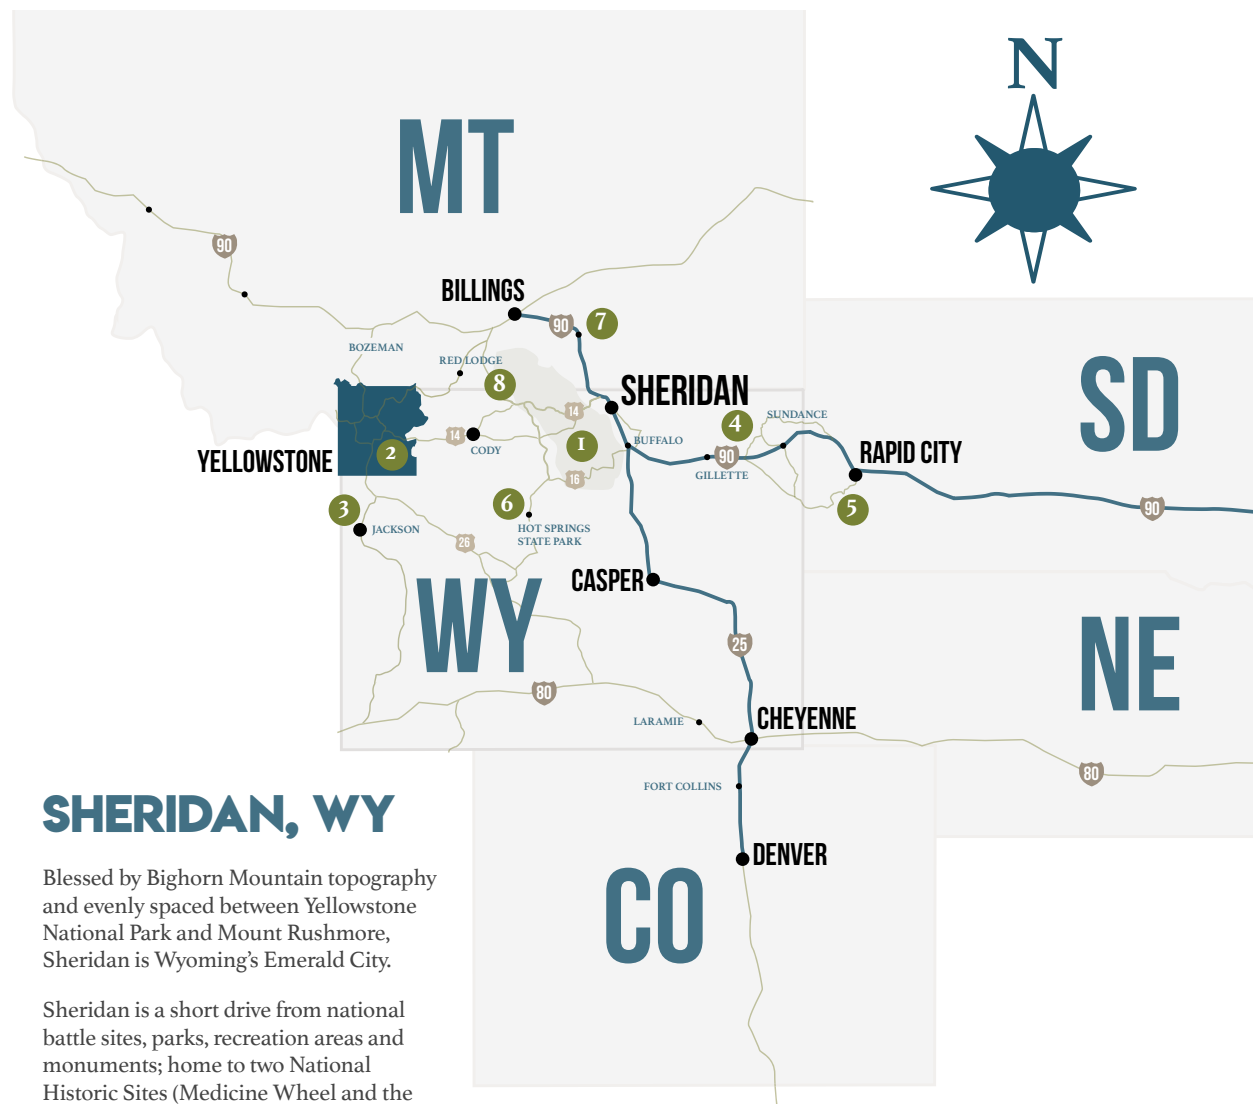 N
MT
90
BILLINGS
90
7
BOZEMAN
RED LODGE
8
SHERIDAN
SD
14
4
SUNDANCE
14
1
BUFFALO
CODY
2
YELLOWSTONE
90
RAPID CITY
GILLETTE
16
6
3
5
90
JACKSON
HOT SPRINGS
STATE PARK
26
CASPER
WY
NE
25
80
LARAMIE
CHEYENNE
80
FORT COLLINS
DENVER
CO
SHERIDAN, WY
Blessed by Bighorn Mountain topography
and evenly spaced between Yellowstone
National Park and Mount Rushmore,
Sheridan is Wyoming's Emerald City.
Sheridan is a short drive from national
battle sites, parks, recreation areas and
monuments; home to two National
Historic Sites (Medicine Wheel and the